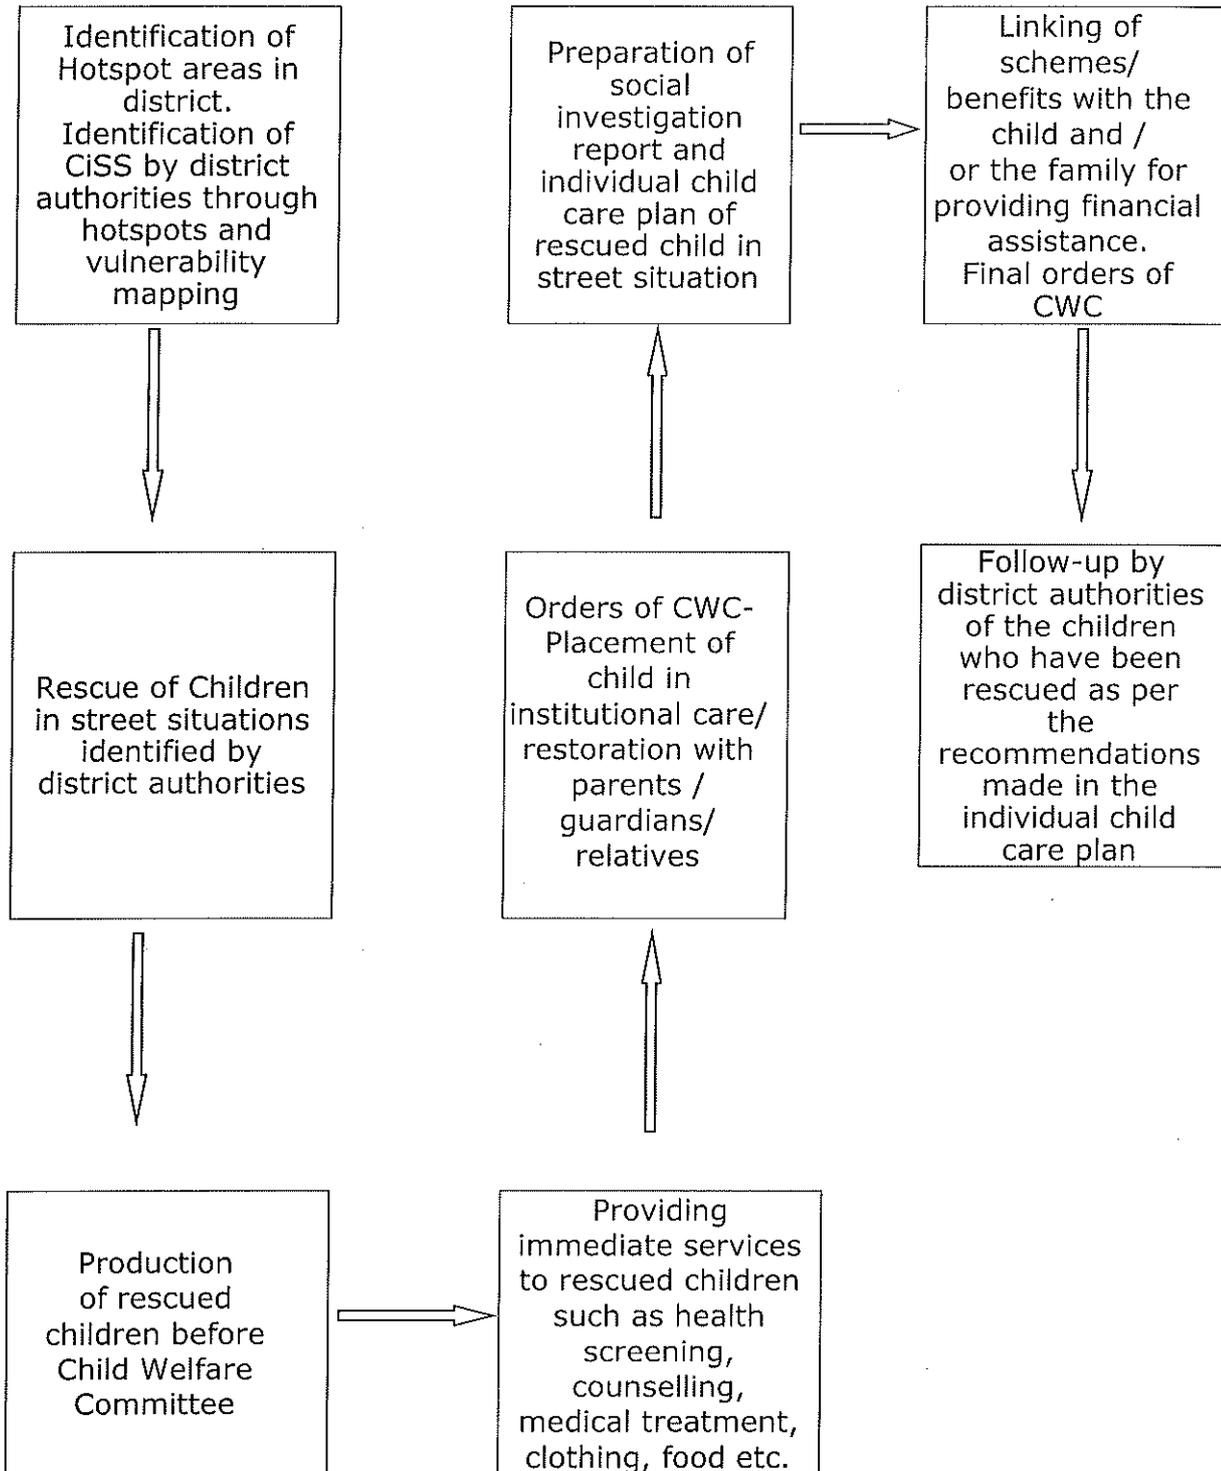 Identification of
Hotspot areas in
district.
Identification of
CiSS by district
authorities through
hotspots and
vulnerability
mapping
Rescue of Children
in street situations
identified by
district authorities
Production
of rescued
children before
Child Welfare
Committee
Providing
immediate services
to rescued children
such as health
screening,
counselling,
medical treatment,
clothing, food etc.
Orders of CWC-
Placement of
child in
institutional care/
restoration with
parents /
guardians/
relatives
Preparation of
social
investigation
report and
individual child
care plan of
rescued child in
street situation
Linking of
schemes/
benefits with the
child and /
or the family for
providing financial
assistance.
Final orders of
CWC
Follow-up by
district authorities
of the children
who have been
rescued as per
the
recommendations
made in the
individual child
care plan